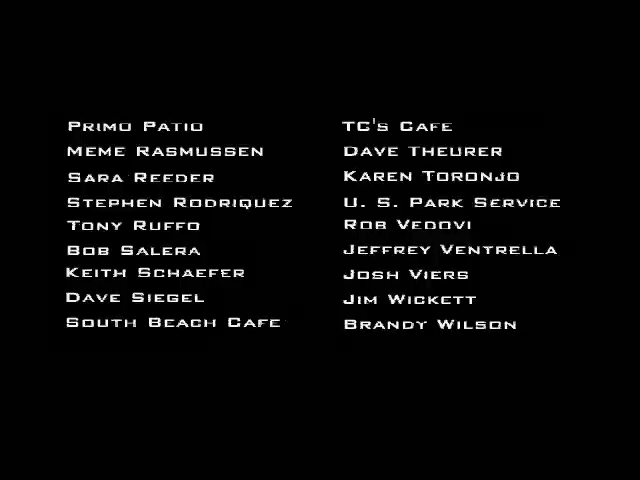 Primo Patio
Meme Rasmussen
Sara Reeder
Stephen Rodriquez
Tony Ruffo
Bob Salera
Keith Schaefer
Dave Siegel
South Beach Cafe
TC's Cafe
Dave Theurer
Karen Toronjo
U. S. Park Service
Rob Vedovi
Jeffrey Ventrella
Josh Viers
Jim Wickett
Brandy Wilson